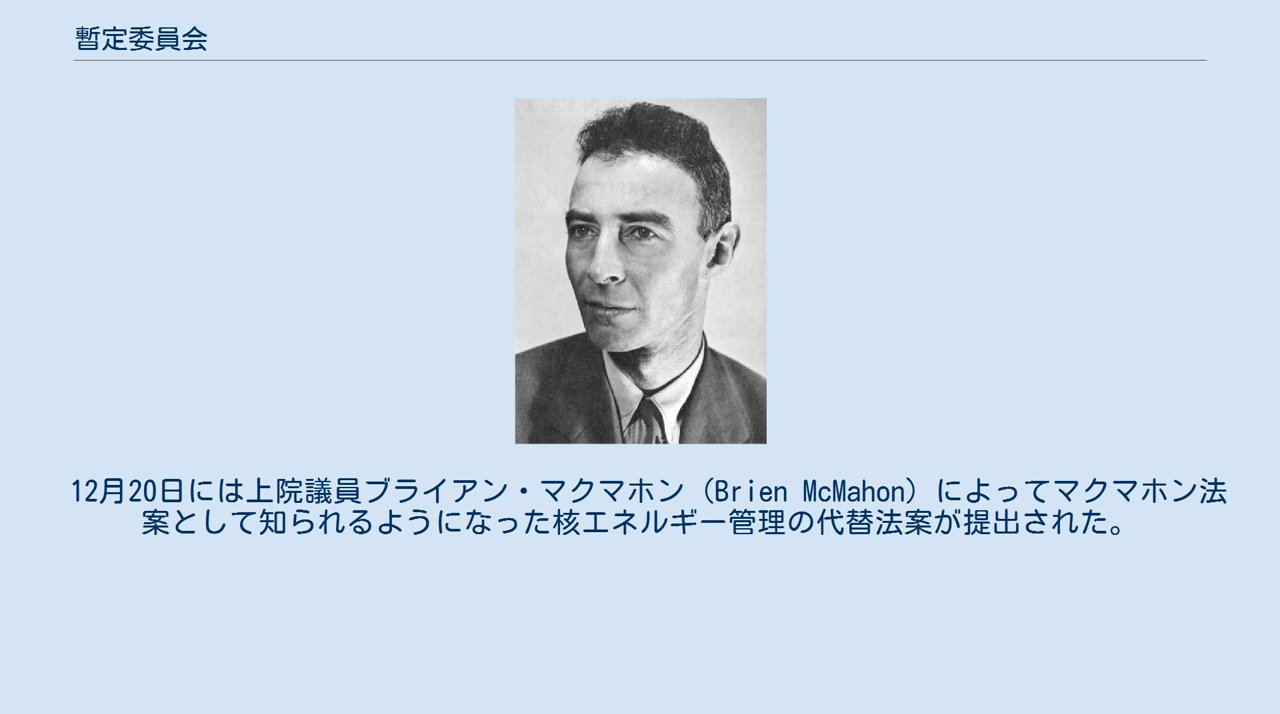 暫定委員会
12月20日には上院議員ブライアン・マクマホン（Brien McMahon）によってマクマホン法
案として知られるようになった核エネルギー管理の代替法案が提出された。